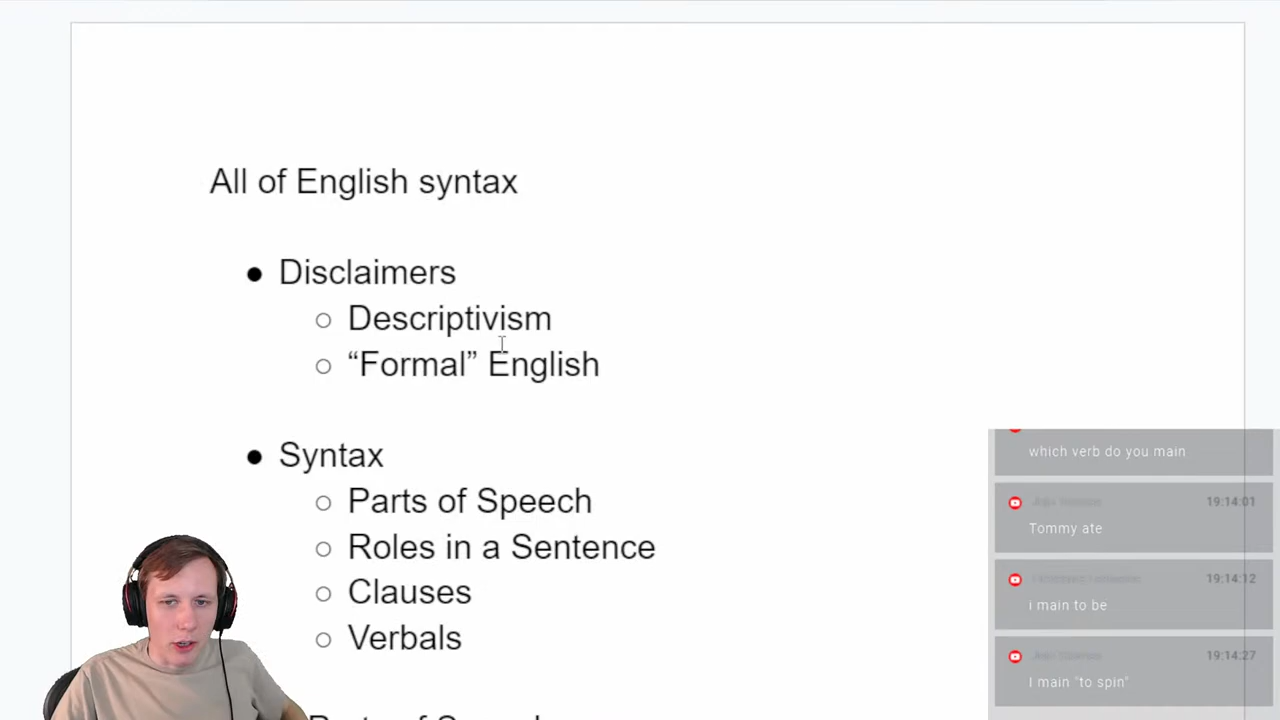 All of English syntax
● Disclaimers
○ Descriptivism
○ “Formal” English
● Syntax
○ Parts of Speech
○ Roles in a Sentence
○ Clauses
○ Verbals
which verb do you main
19:14:01
Tommy ate
19:14:12
i main to be
19:14:27
I main "to spin"